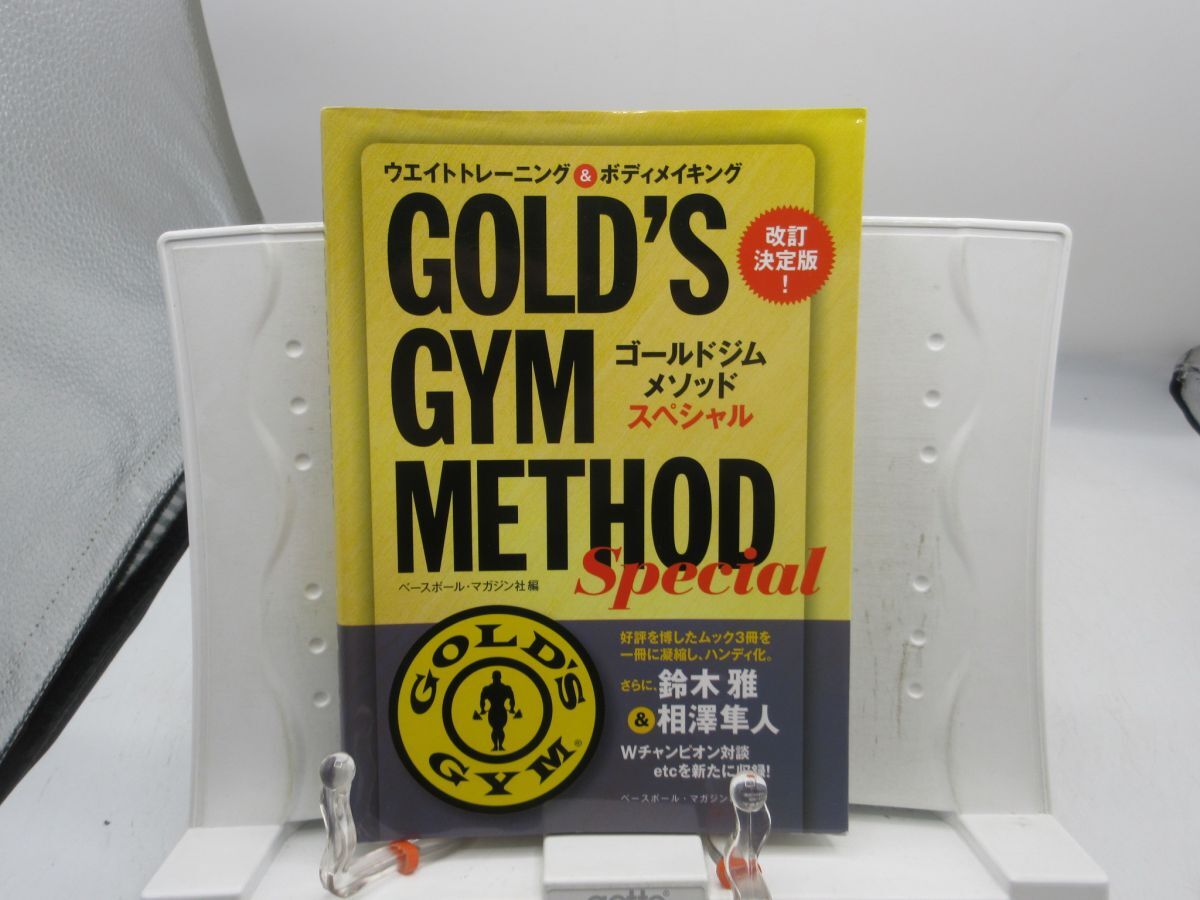 ウエイトトレーニング&ボディメイキング
GOLD'S
GYM
METHOD
Special
改訂
決定版
!
ゴールドジム
メソッド
スペシャル
ベースボール・マガジン社編
GOLD'S
GYM®
好評を博したムック3冊を
一冊に凝縮し、ハンディ化。
さらに、鈴木 雅
&相澤隼人
Wチャンピオン対談
etcを新たに収録!
ベースボール・マガジン